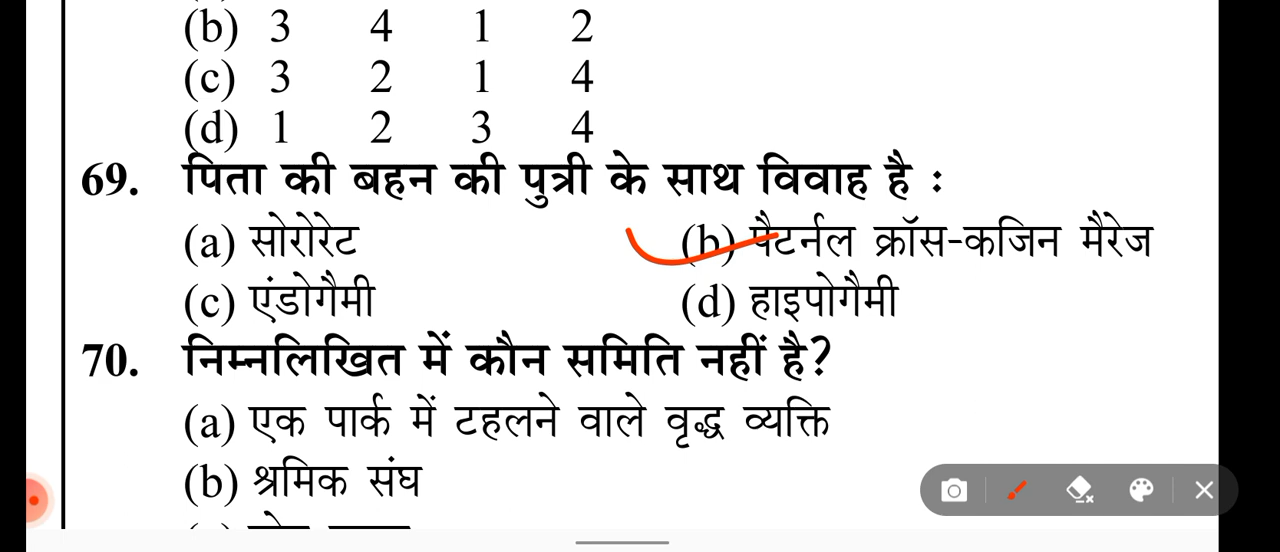 (b) 3 4 1 2
(c) 3 2 1 4
(d) 1 2 3 4
69. पिता की बहन की पुत्री के साथ विवाह है :
(a) सोरोरेट (b) पैटर्नल क्रॉस-कजिन मैरेज
(c) एंडोगैमी (d) हाइपोगैमी
70. निम्नलिखित में कौन समिति नहीं है?
(a) एक पार्क में टहलने वाले वृद्ध व्यक्ति
(b) श्रमिक संघ